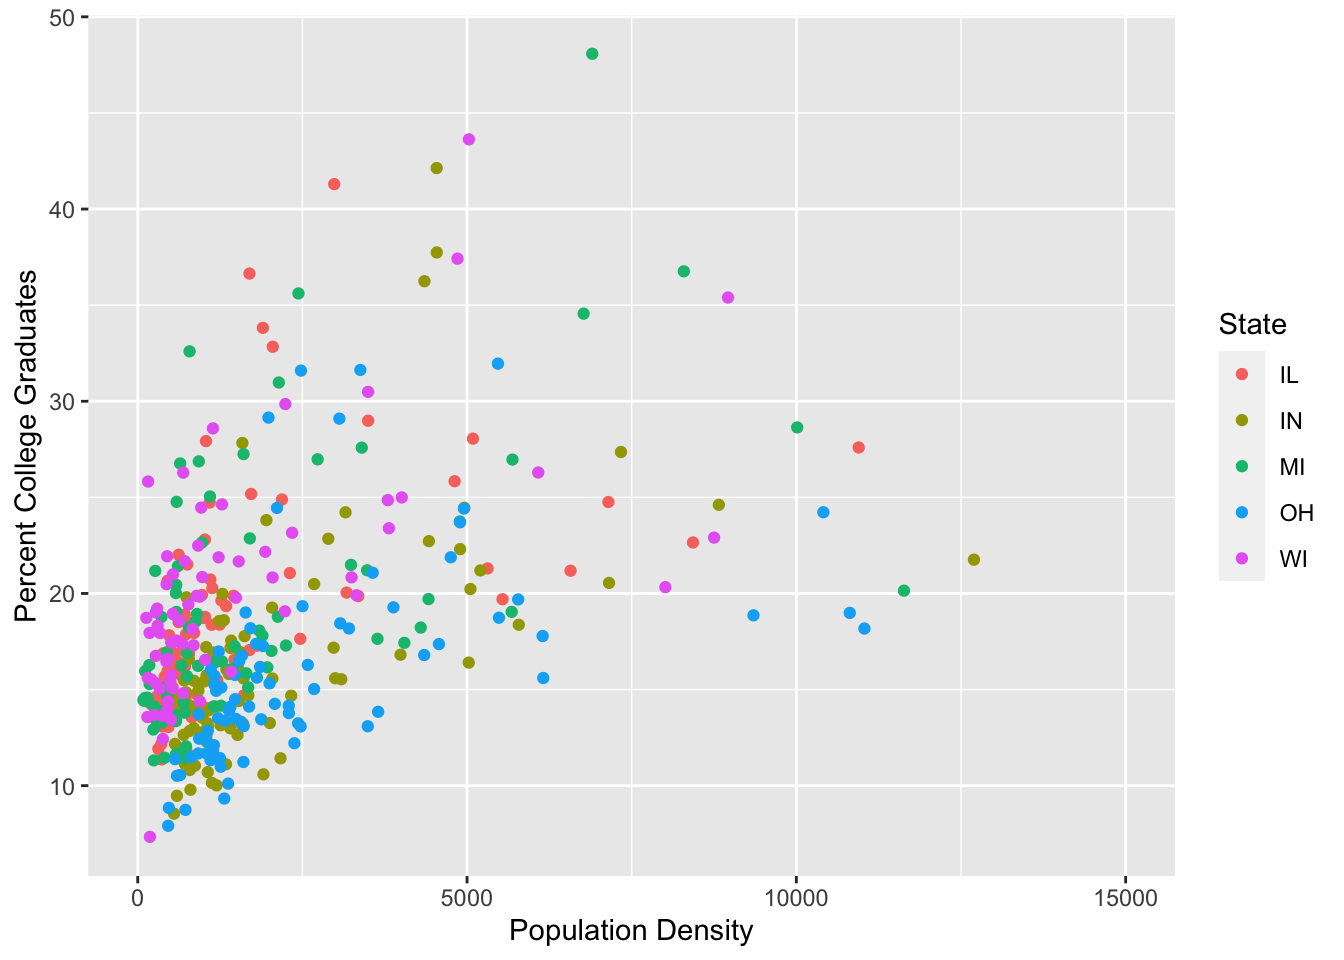 50
40
30
20
10
Percent College Graduates
0 5000 10000 15000
Population Density
State
IL
IN
MI
OH
WI